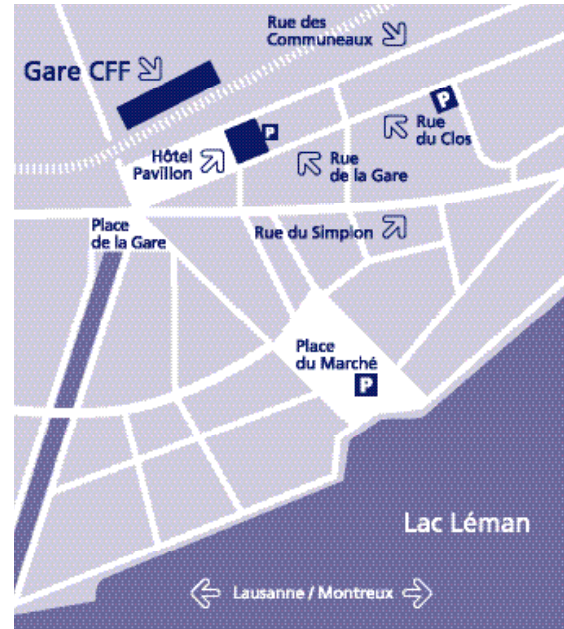 Rue des
Communeaux
Gare CFF
P
P
Rue
du Clos
Hôtel
Pavillon
Rue
de la Gare
Place
de la Gare
Rue du Simplon
Place
du Marché
P
Lac Léman
Lausanne / Montreux